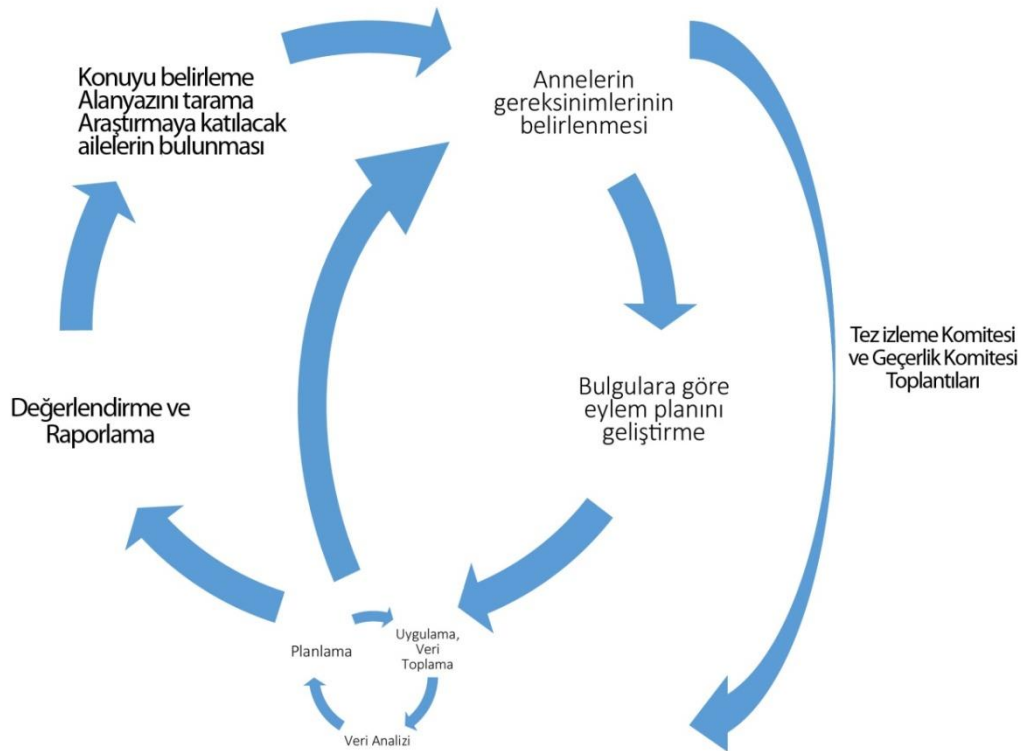 Konuyu belirleme
Alanyazını tarama
Araştırmaya katılacak
ailelerin bulunması
Annelerin
gereksinimlerinin
belirlenmesi
Bulgulara göre
eylem planını
geliştirme
Tez izleme Komitesi
ve Geçerlik Komitesi
Toplantıları
Değerlendirme ve
Raporlama
Planlama
Uygulama,
Veri
Toplama
Veri Analizi